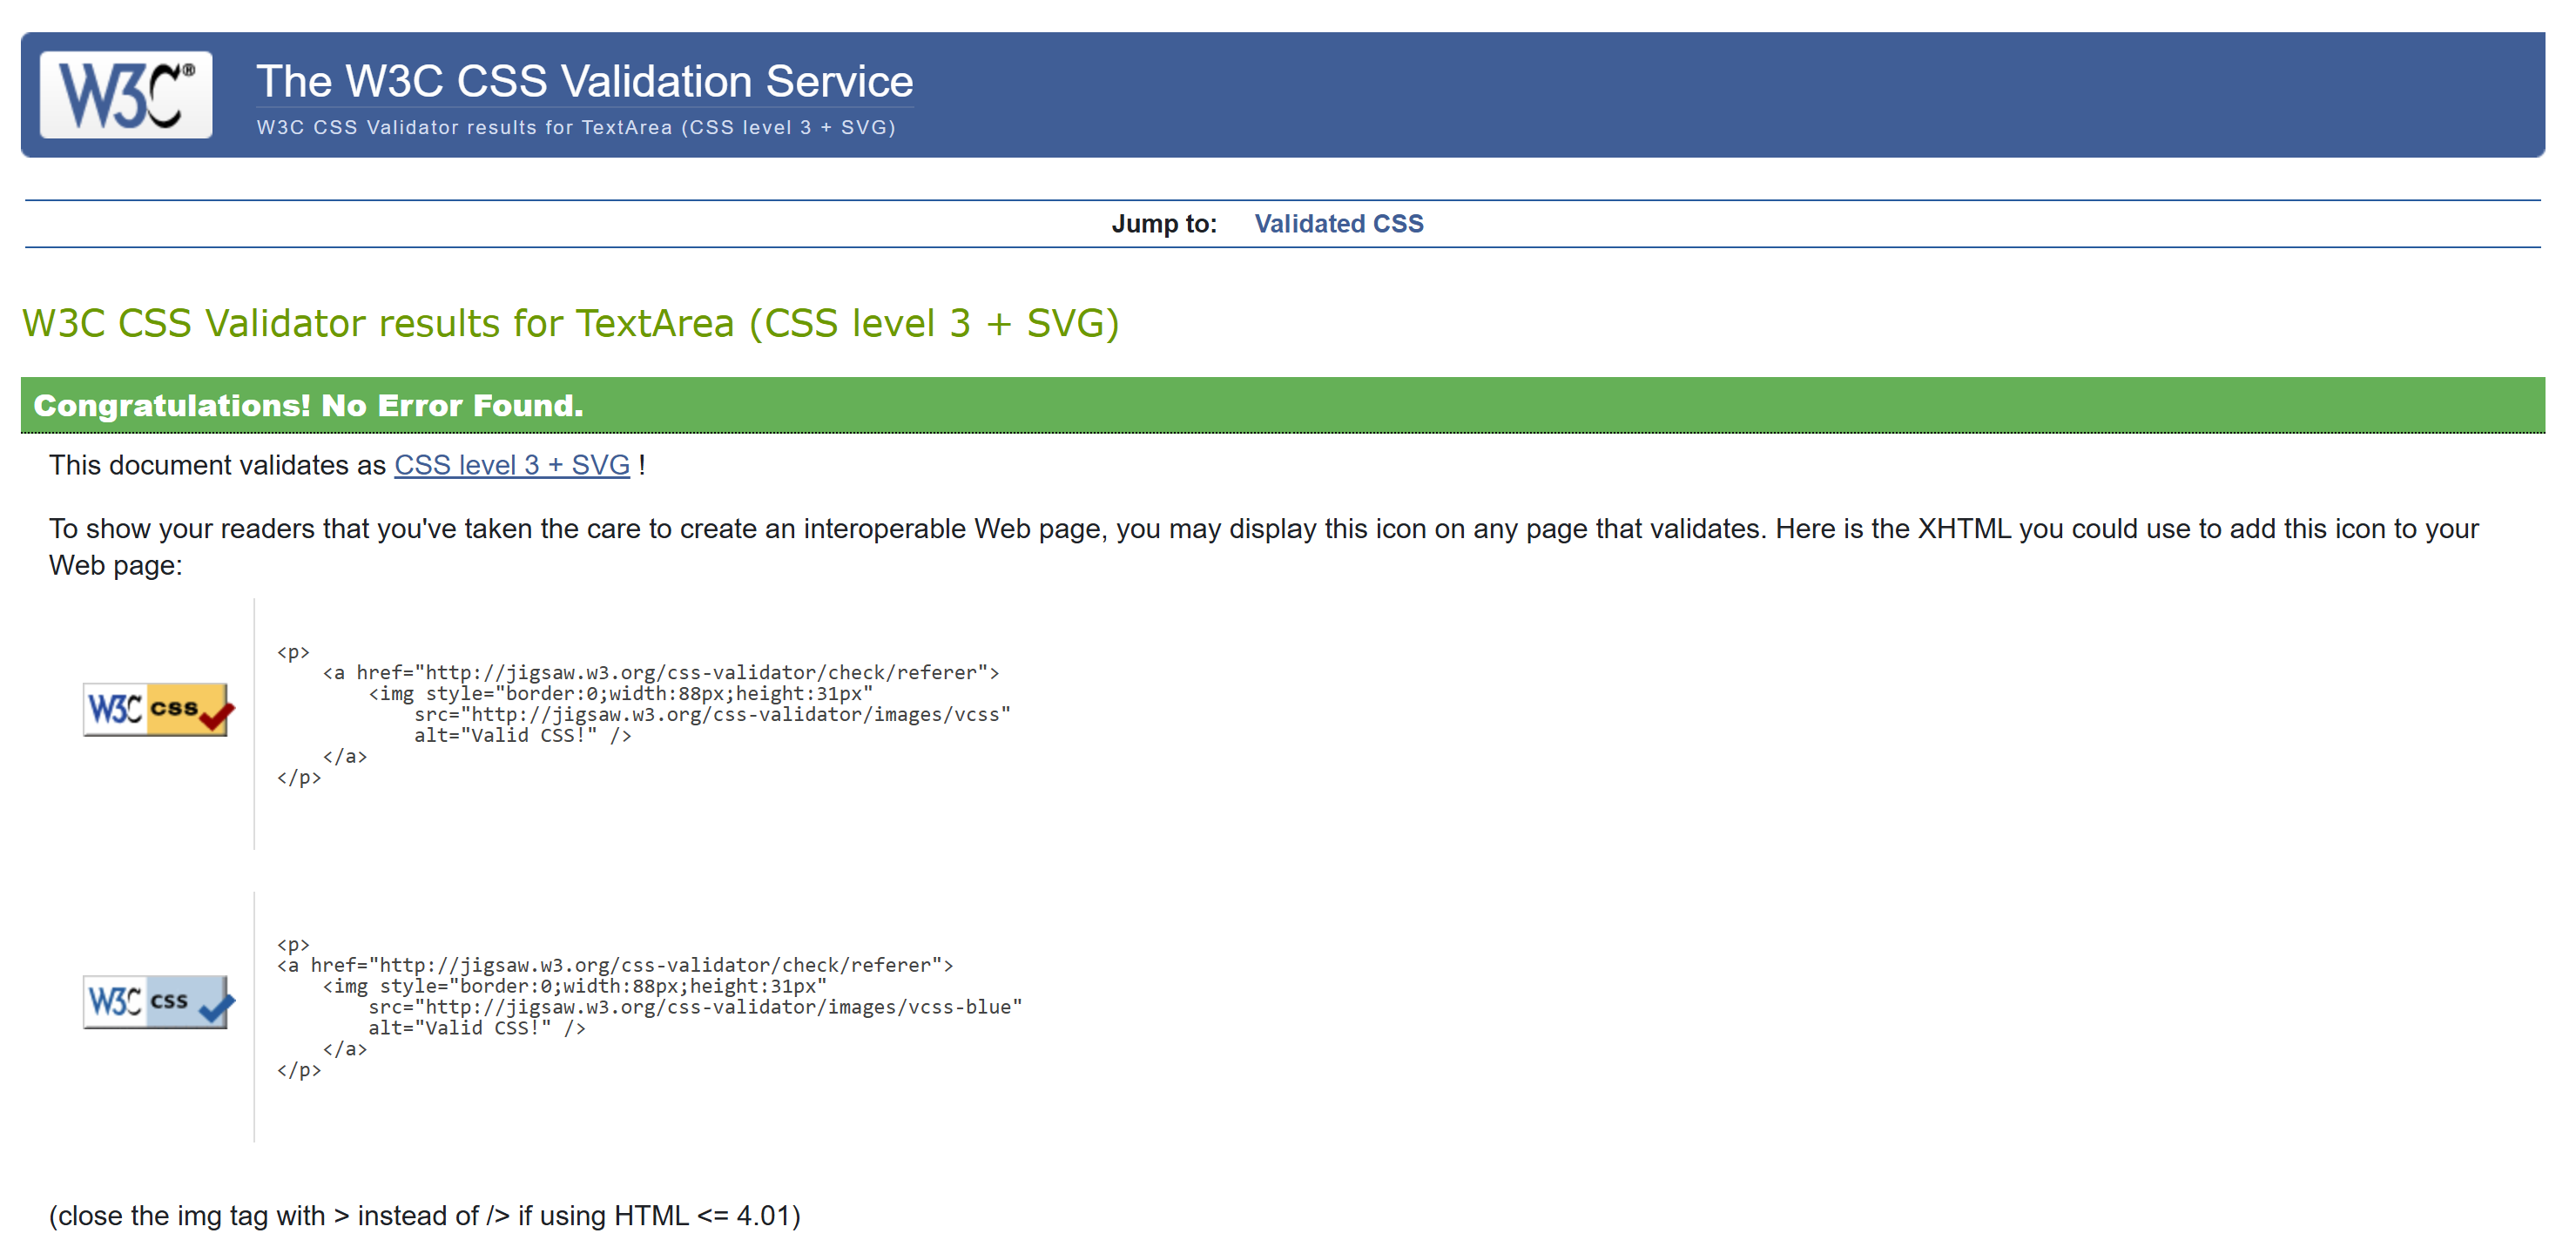 W3C®
The W3C CSS Validation Service
W3C CSS Validator results for TextArea (CSS level 3 + SVG)
Jump to: Validated CSS
W3C CSS Validator results for TextArea (CSS level 3 + SVG)
Congratulations! No Error Found.
This document validates as CSS level 3 + SVG !
To show your readers that you've taken the care to create an interoperable Web page, you may display this icon on any page that validates. Here is the XHTML you could use to add this icon to your
Web page:
W3C css
<p>
    <a href="http://jigsaw.w3.org/css-validator/check/referer">
        <img style="border:0;width:88px;height:31px"
            src="http://jigsaw.w3.org/css-validator/images/vcss"
            alt="Valid CSS!" />
    </a>
</p>
W3C css
<p>
<a href="http://jigsaw.w3.org/css-validator/check/referer">
    <img style="border:0;width:88px;height:31px"
        src="http://jigsaw.w3.org/css-validator/images/vcss-blue"
        alt="Valid CSS!" />
    </a>
</p>
(close the img tag with > instead of /> if using HTML <= 4.01)